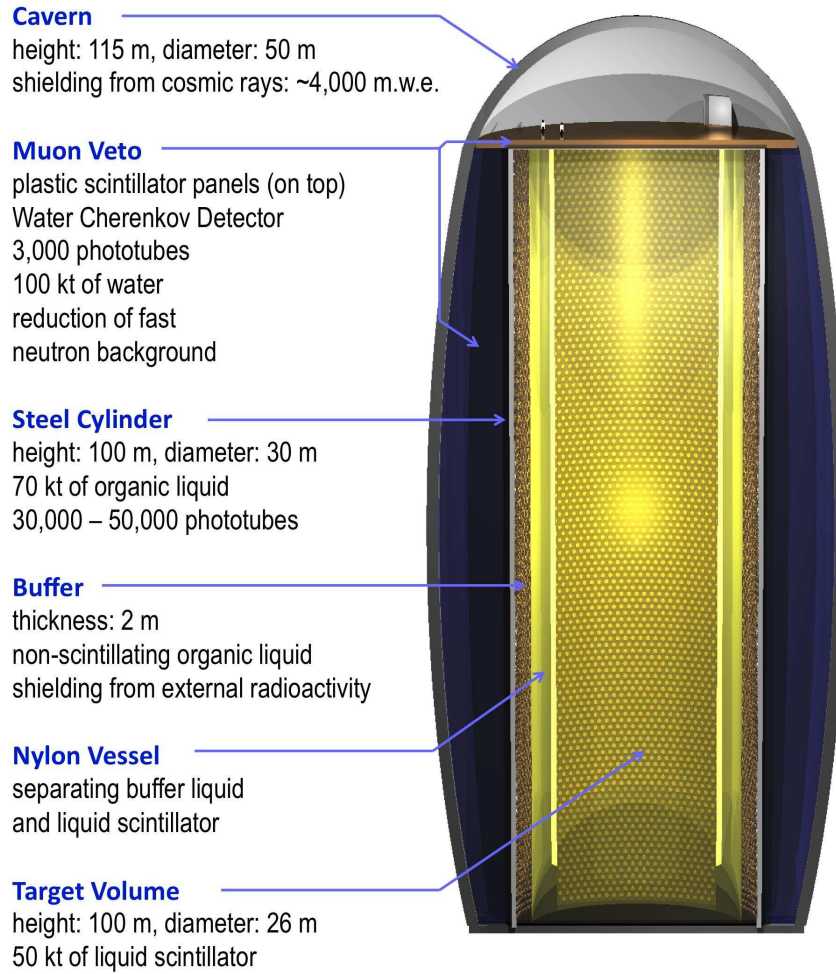 Cavern
height: 115 m, diameter: 50 m
shielding from cosmic rays: ~4,000 m.w.e.
Muon Veto
plastic scintillator panels (on top)
Water Cherenkov Detector
3,000 phototubes
100 kt of water
reduction of fast
neutron background
Steel Cylinder
height: 100 m, diameter: 30 m
70 kt of organic liquid
30,000 – 50,000 phototubes
Buffer
thickness: 2 m
non-scintillating organic liquid
shielding from external radioactivity
Nylon Vessel
separating buffer liquid
and liquid scintillator
Target Volume
height: 100 m, diameter: 26 m
50 kt of liquid scintillator